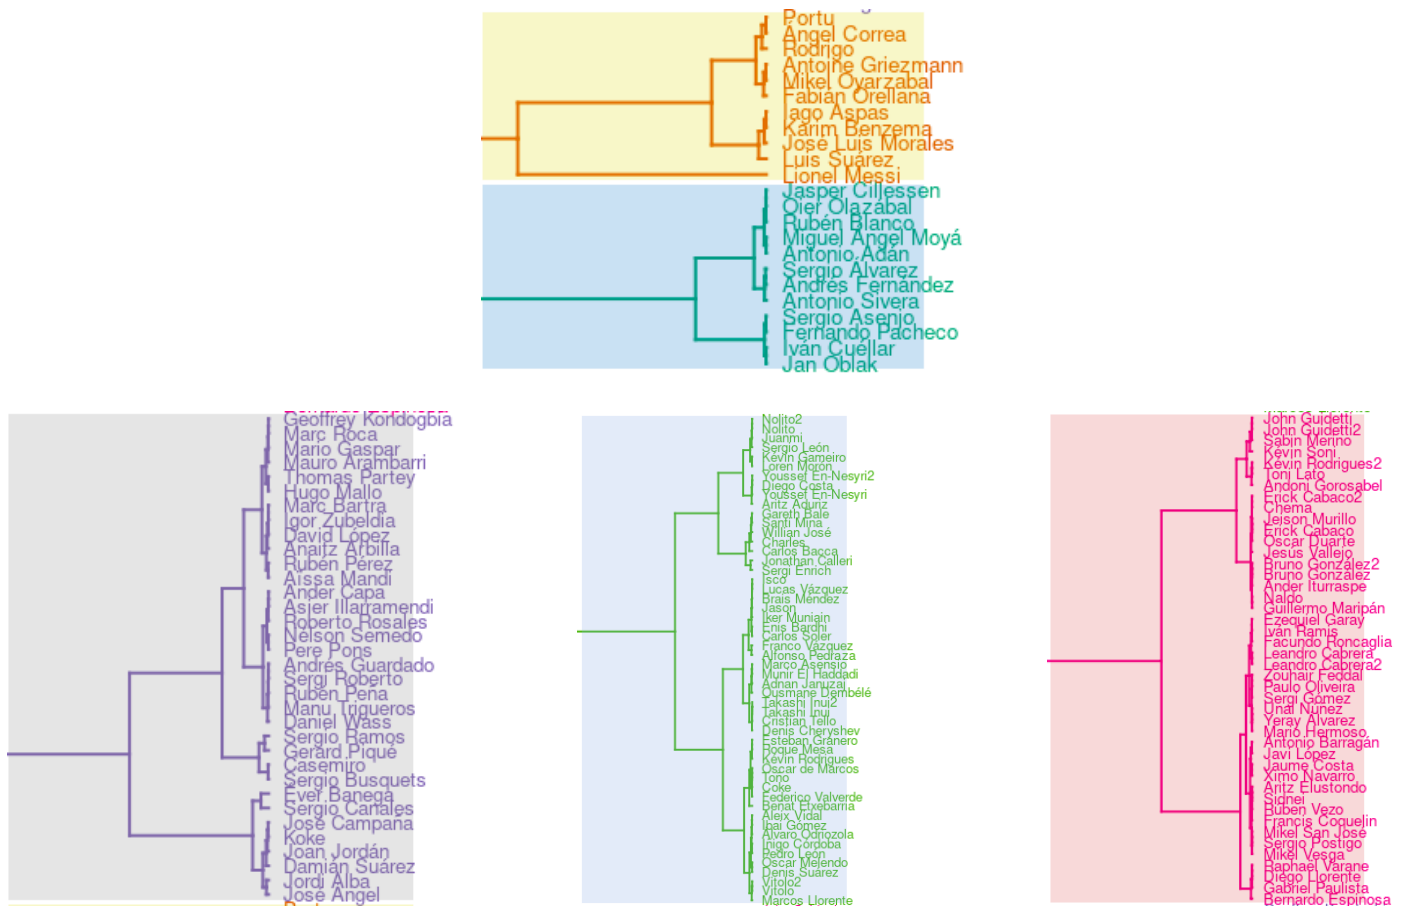 Portu
Ángel Correa
Rodrigo
Antoine Griezmann
Mikel Oyarzabal
Fabián Orellana
Iago Aspas
Karim Benzema
José Luis Morales
Luis Suárez
Lionel Messi
Jasper Cillessen
Oier Olazábal
Rubén Blanco
Miguel Ángel Moyá
Antonio Adán
Sergio Álvarez
Andrés Fernández
Antonio Sivera
Sergio Asenjo
Fernando Pacheco
Iván Cuéllar
Jan Oblak
Geoffrey Kondogbia
Marc Roca
Mario Gaspar
Mauro Arambarri
Thomas Partey
Hugo Mallo
Marc Bartra
Igor Zubeldia
David López
Anaitz Arbilla
Rubén Pérez
Aïssa Mandi
Ander Capa
Asier Illarramendi
Roberto Rosales
Nélson Semedo
Pere Pons
Andrés Guardado
Sergi Roberto
Rubén Peña
Manu Trigueros
Daniel Wass
Sergio Ramos
Gerard Piqué
Casemiro
Sergio Busquets
Éver Banega
Sergio Canales
José Campaña
Koke
Joan Jordán
Damián Suárez
Jordi Alba
José Ángel
Nolito2
Nolito
Juanmi
Sergio León
Kévin Gameiro
Loren Morón
Youssef En-Nesyri2
Diego Costa
Youssef En-Nesyri
Aritz Aduriz
Gareth Bale
Santi Mina
Willian José
Charles
Carlos Bacca
Jonathan Calleri
Sergi Enrich
Isco
Lucas Vázquez
Brais Méndez
Jason
Iker Muniain
Enis Bardhi
Carlos Soler
Franco Vázquez
Alfonso Pedraza
Marco Asensio
Munir El Haddadi
Adnan Januzaj
Ousmane Dembélé
Takashi Inui2
Takashi Inui
Cristian Tello
Denis Cheryshev
Esteban Granero
Roque Mesa
Kévin Rodrigues
Óscar de Marcos
Toño
Coke
Federico Valverde
Beñat Etxebarria
Aleix Vidal
Ibai Gómez
Álvaro Odriozola
Iñigo Córdoba
Pedro León
Óscar Melendo
Denis Suárez
Vitolo2
Vitolo
Marcos Llorente
John Guidetti
John Guidetti2
Sabin Merino
Kévin Soni
Kévin Rodrigues2
Toni Lato
Andoni Gorosabel
Erick Cabaco2
Chema
Jeison Murillo
Erick Cabaco
Óscar Duarte
Jesús Vallejo
Bruno González2
Bruno González
Ander Iturraspe
Naldo
Guillermo Maripán
Ezequiel Garay
Iván Ramis
Facundo Roncaglia
Leandro Cabrera
Leandro Cabrera2
Zouhair Feddal
Paulo Oliveira
Sergi Gómez
Unai Núñez
Yeray Álvarez
Mario Hermoso
Antonio Barragán
Javi López
Jaume Costa
Ximo Navarro
Aritz Elustondo
Sidnei
Rúben Vezo
Francis Coquelin
Mikel San José
Sergio Postigo
Mikel Vesga
Raphaël Varane
Diego Llorente
Gabriel Paulista
Bernardo Espinosa